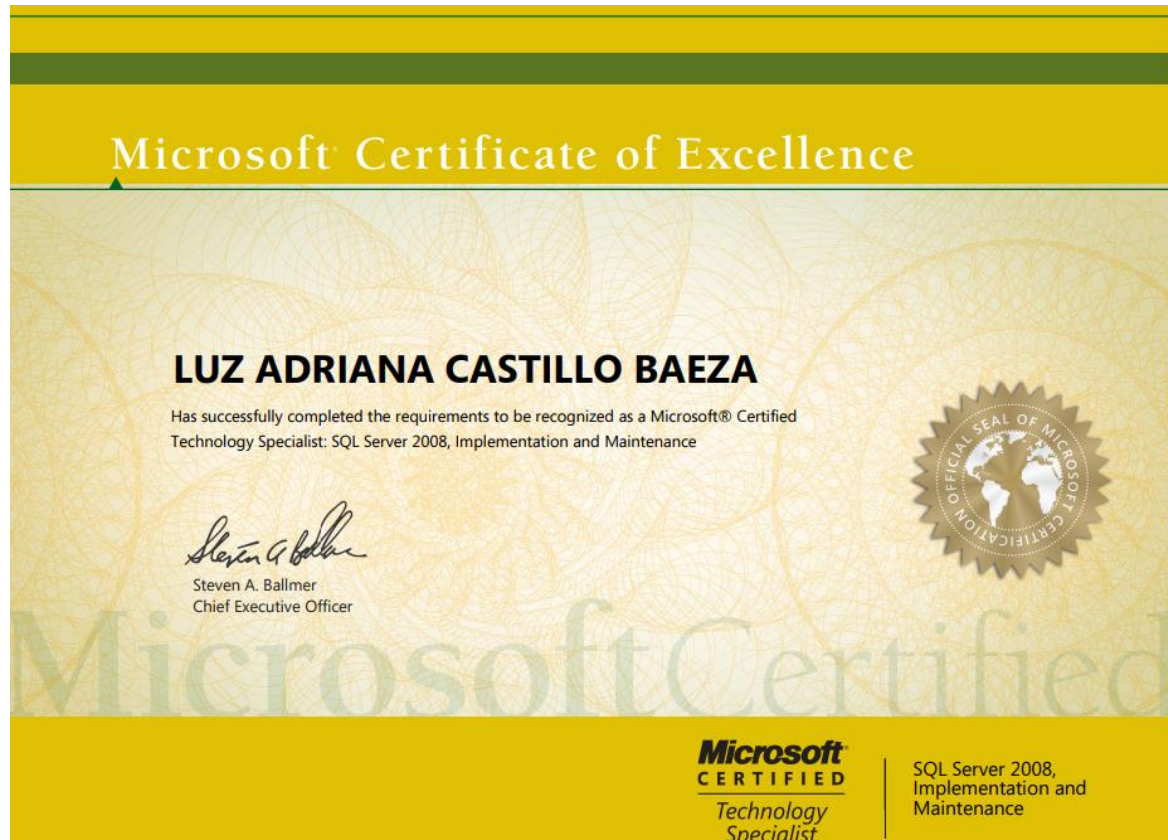 Microsoft® Certificate of Excellence
LUZ ADRIANA CASTILLO BAEZA
Has successfully completed the requirements to be recognized as a Microsoft® Certified
Technology Specialist: SQL Server 2008, Implementation and Maintenance
OFFICIAL SEAL OF MICROSOFT CERTIFICATION
Steven A. Ballmer
Steven A. Ballmer
Chief Executive Officer
MicrosoftCertified
Microsoft®
CERTIFIED
Technology
Specialist
SQL Server 2008,
Implementation and
Maintenance